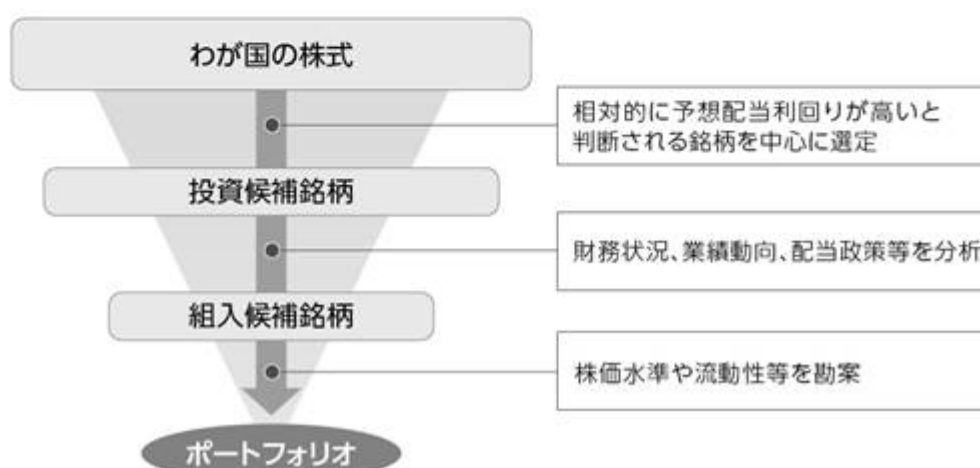 わが国の株式
相対的に予想配当利回りが高いと
判断される銘柄を中心に選定
投資候補銘柄
財務状況、業績動向、配当政策等を分析
組入候補銘柄
株価水準や流動性等を勘案
ポートフォリオ